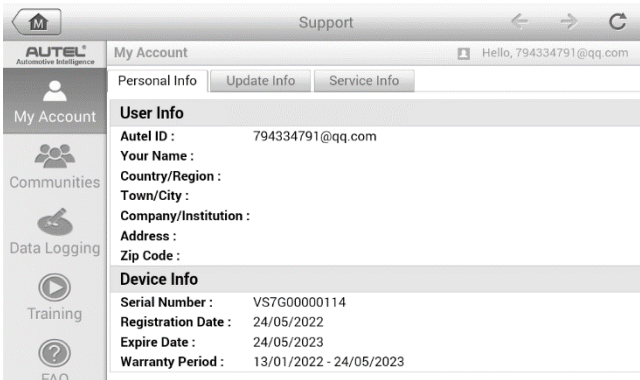 Support
AUTEL®
Automotive Intelligence
My Account
Hello, 794334791@qq.com
Personal Info
Update Info
Service Info
My Account
Communities
Data Logging
Training
FAQ
User Info
Autel ID : 794334791@qq.com
Your Name :
Country/Region :
Town/City :
Company/Institution :
Address :
Zip Code :
Device Info
Serial Number : VS7G00000114
Registration Date : 24/05/2022
Expire Date : 24/05/2023
Warranty Period : 13/01/2022 - 24/05/2023